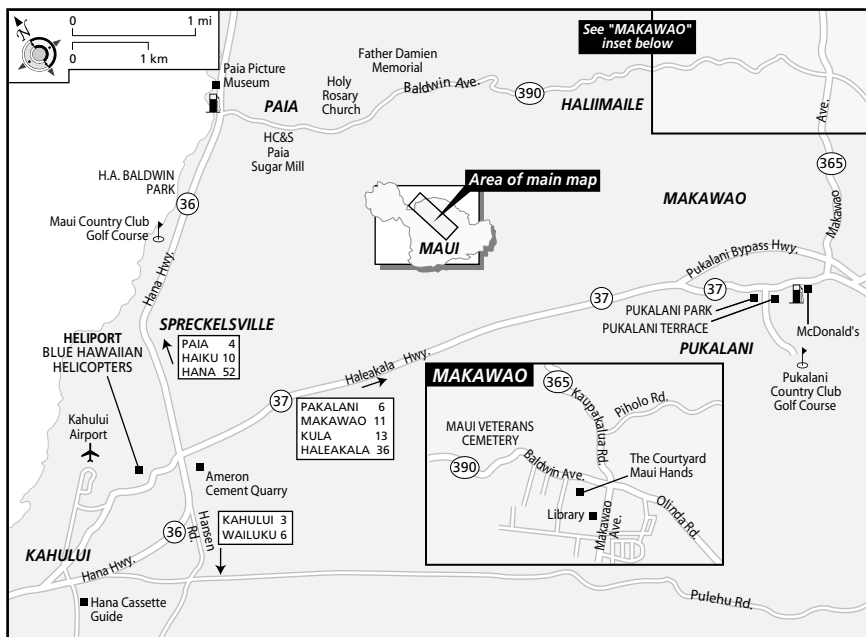 N
0 1 mi
0 1 km
Paia Picture
Museum
PAIA
Holy
Rosary
Church
Father Damien
Memorial
Baldwin Ave.
390
HALIIMAILE
See "MAKAWAO"
inset below
Ave.
365
HC&S
Paia
Sugar Mill
H.A. BALDWIN
PARK
36
Maui Country Club
Golf Course
Hana Hwy.
Area of main map
MAUI
MAKAWAO
Makawao
Pukalani Bypass Hwy.
37
37
PUKALANI PARK
PUKALANI TERRACE
McDonald's
PUKALANI
Pukalani
Country Club
Golf Course
SPRECKELSVILLE
PAIA 4
HAIKU 10
HANA 52
HELIPORT
BLUE HAWAIIAN
HELICOPTERS
Haleakala Hwy.
37
PAKALANI 6
MAKAWAO 11
KULA 13
HALEAKALA 36
Kahului
Airport
Ameron
Cement Quarry
36
Hansen
Rd.
KAHULUI 3
WAILUKU 6
KAHULUI
Hana Hwy.
Hana Cassette
Guide
Pulehu Rd.
MAKAWAO
365
Kaupakalua Rd.
Piholo Rd.
MAUI VETERANS
CEMETERY
390
Baldwin Ave.
The Courtyard
Maui Hands
Library
Makawao
Ave.
Olinda Rd.